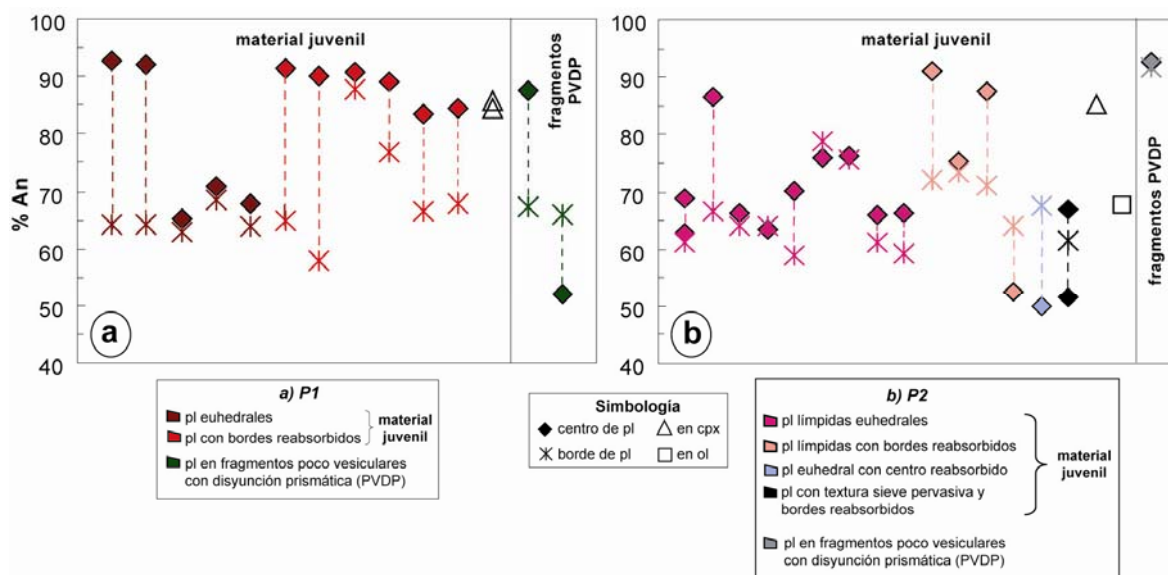 100
90
80
70
60
50
40
% An
material juvenil
fragmentos
PVDP
a
100
90
80
70
60
50
40
material juvenil
fragmentos PVDP
b
a) P1
pl euhedrales
pl con bordes reabsorbidos
material
juvenil
pl en fragmentos poco vesiculares
con disyunción prismática (PVDP)
Simbología
centro de pl
en cpx
borde de pl
en ol
b) P2
pl límpidas euhedrales
pl límpidas con bordes reabsorbidos
pl euhedral con centro reabsorbido
pl con textura sieve pervasiva y
bordes reabsorbidos
material
juvenil
pl en fragmentos poco vesiculares
con disyunción prismática (PVDP)